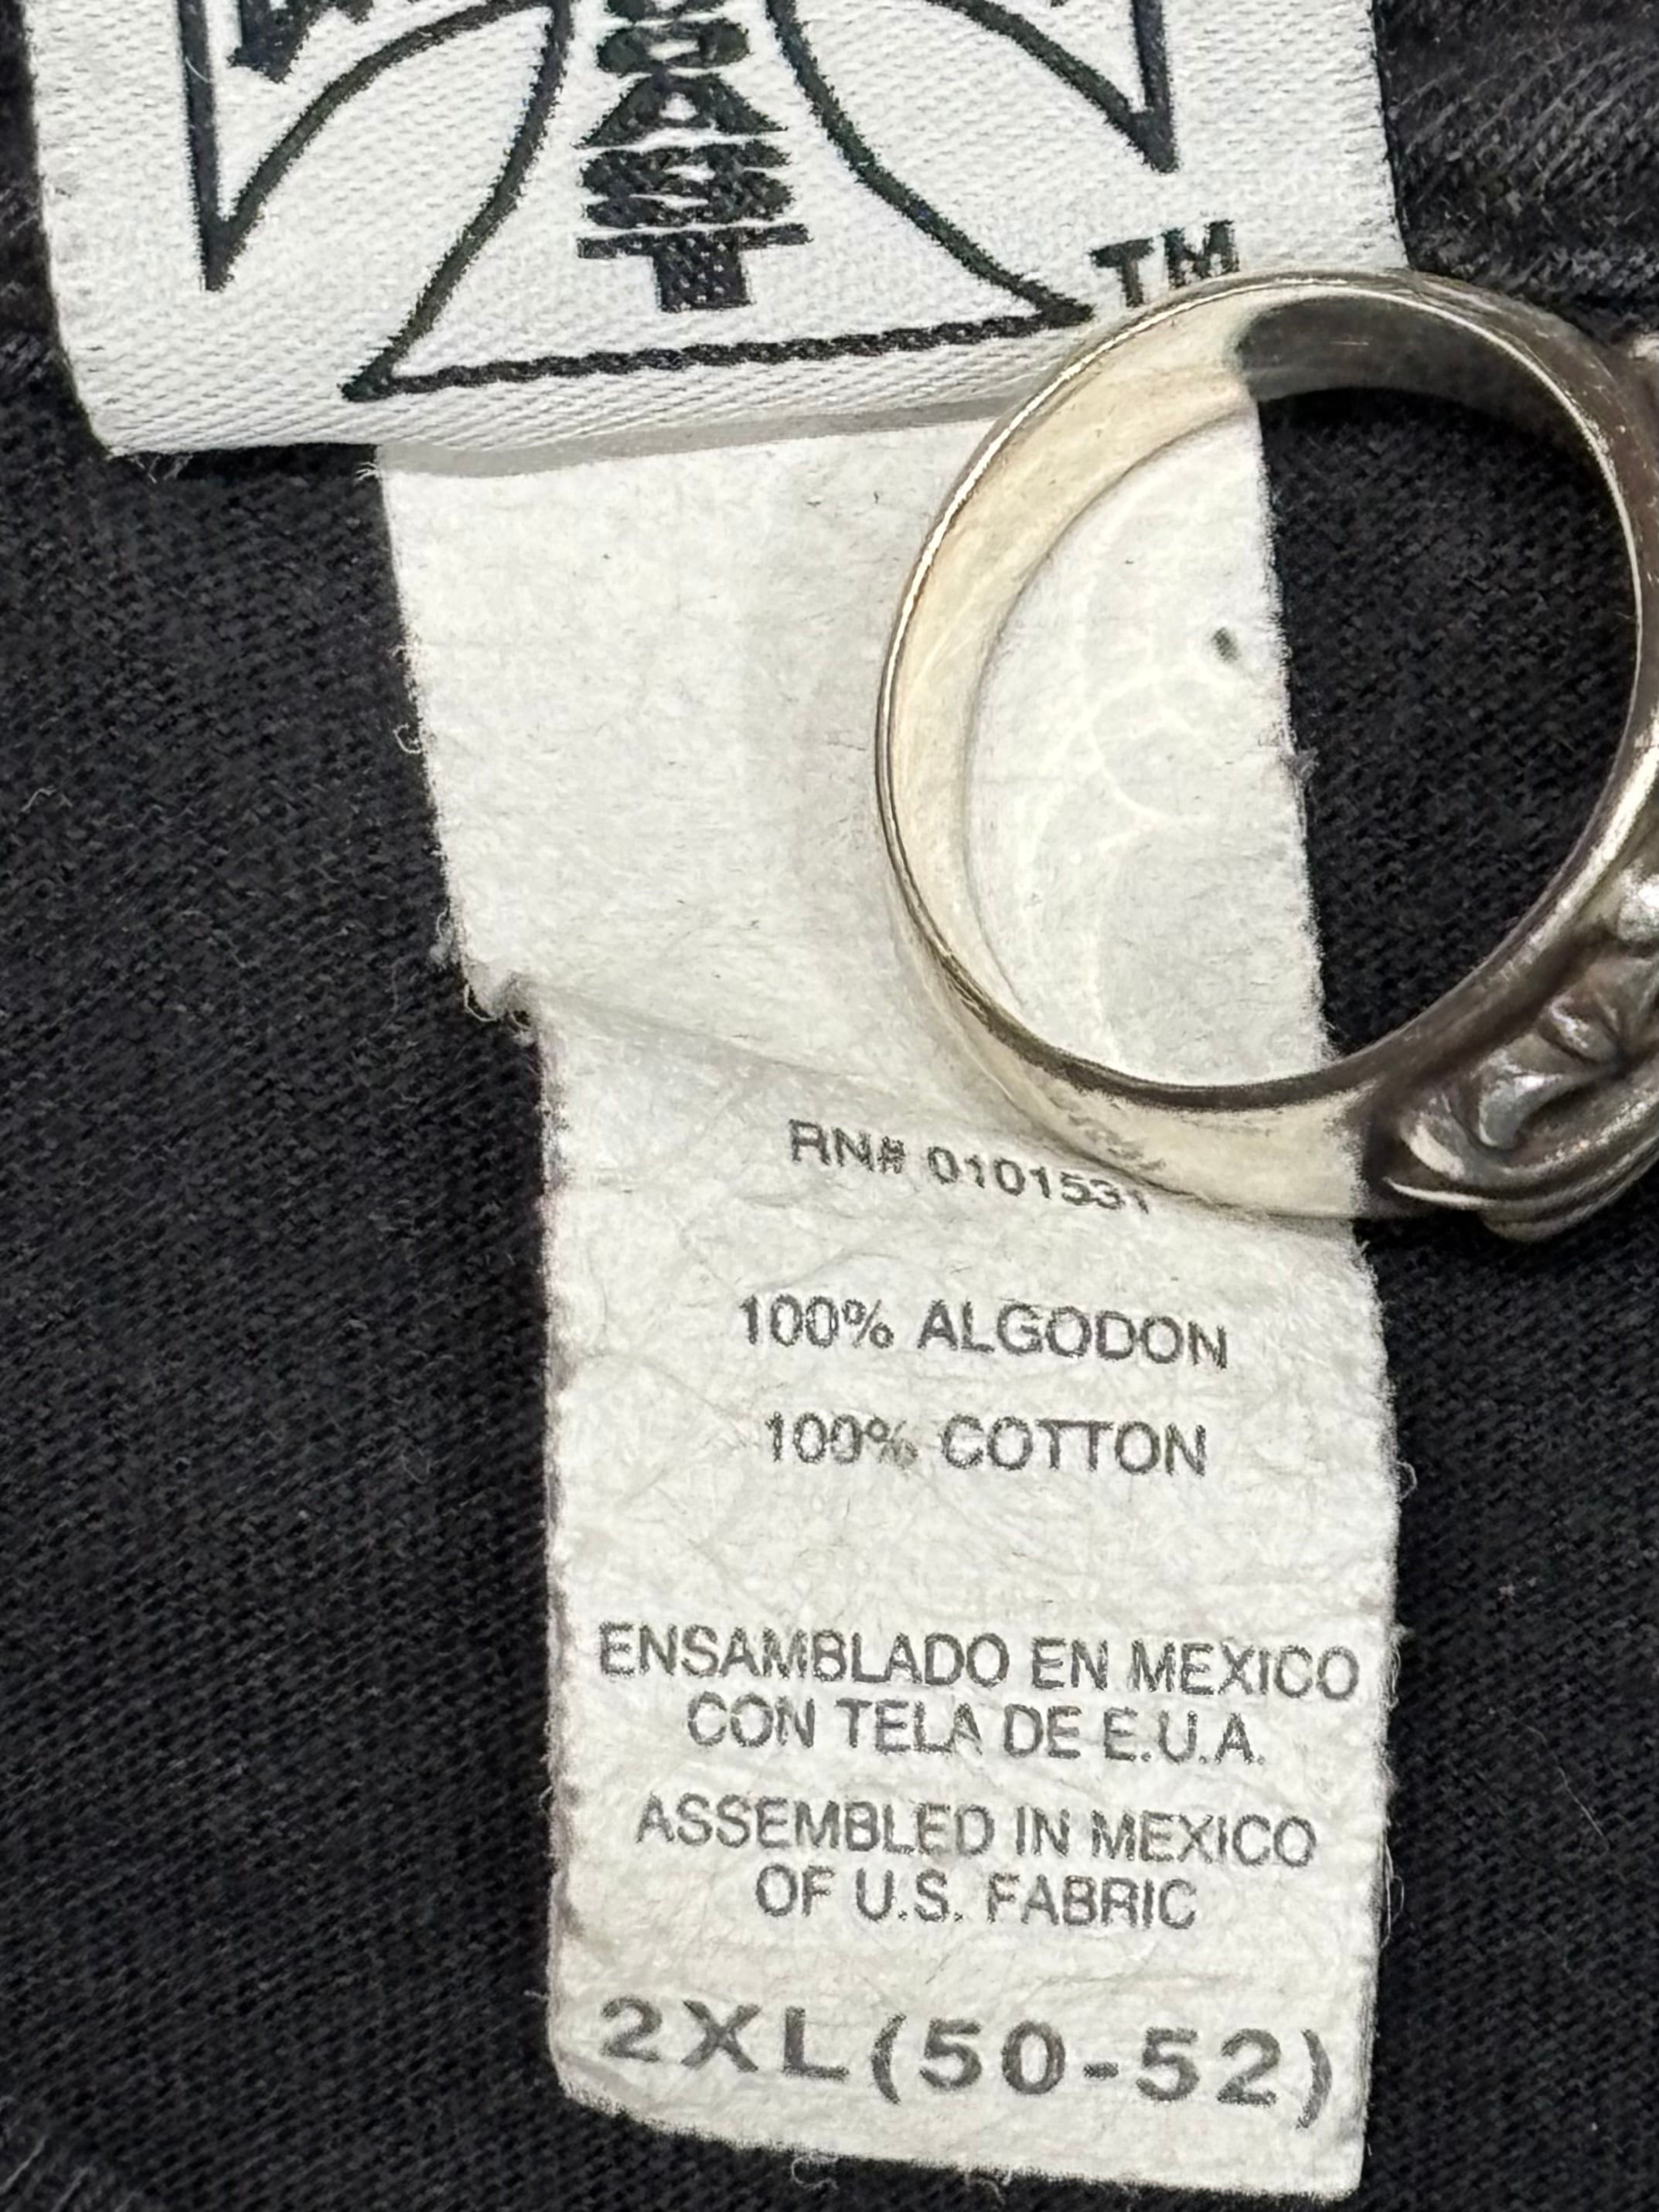 COAST
TM
RN# 0101531
100% ALGODON
100% COTTON
ENSAMBLADO EN MEXICO
CON TELA DE E.U.A.
ASSEMBLED IN MEXICO
OF U.S. FABRIC
2XL(50-52)